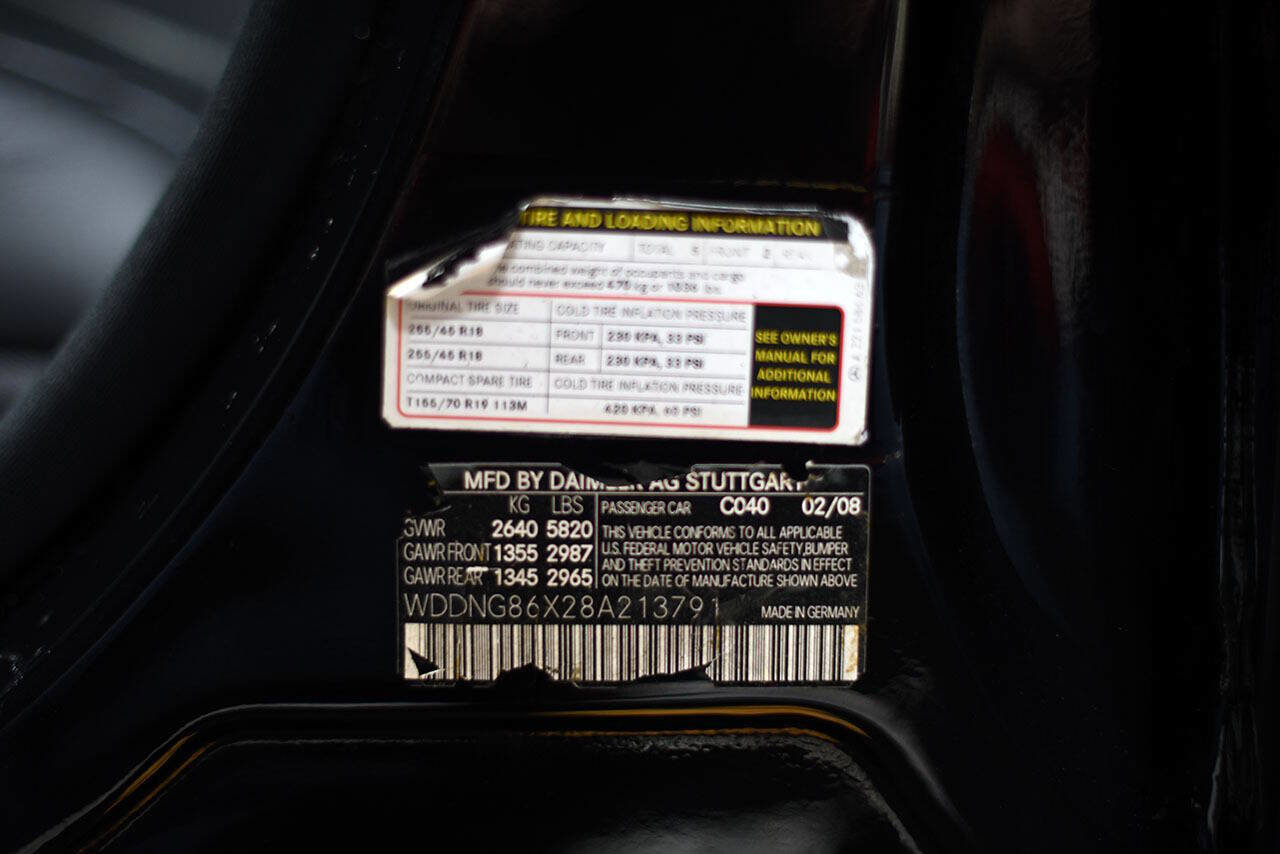 TIRE AND LOADING INFORMATION
ATING CAPACITY TOTAL 5 FRONT 2 REAR
combined weight of occupants and cargo
should never exceed 470 kg or 1036 lbs.
ORIGINAL TIRE SIZE COLD TIRE INFLATION PRESSURE
255/45 R18 FRONT 230 KPA, 33 PSI
255/45 R18 REAR 230 KPA, 33 PSI
COMPACT SPARE TIRE COLD TIRE INFLATION PRESSURE
T155/70 R19 113M 420 KPA, 60 PSI
SEE OWNER'S
MANUAL FOR
ADDITIONAL
INFORMATION
MFD BY DAIMLER AG STUTTGART
KG LBS PASSENGER CAR C040 02/08
GVWR 2640 5820
GAWR FRONT 1355 2987
GAWR REAR 1345 2965
THIS VEHICLE CONFORMS TO ALL APPLICABLE
U.S. FEDERAL MOTOR VEHICLE SAFETY,BUMPER
AND THEFT PREVENTION STANDARDS IN EFFECT
ON THE DATE OF MANUFACTURE SHOWN ABOVE
WDDNG86X28A213791 MADE IN GERMANY